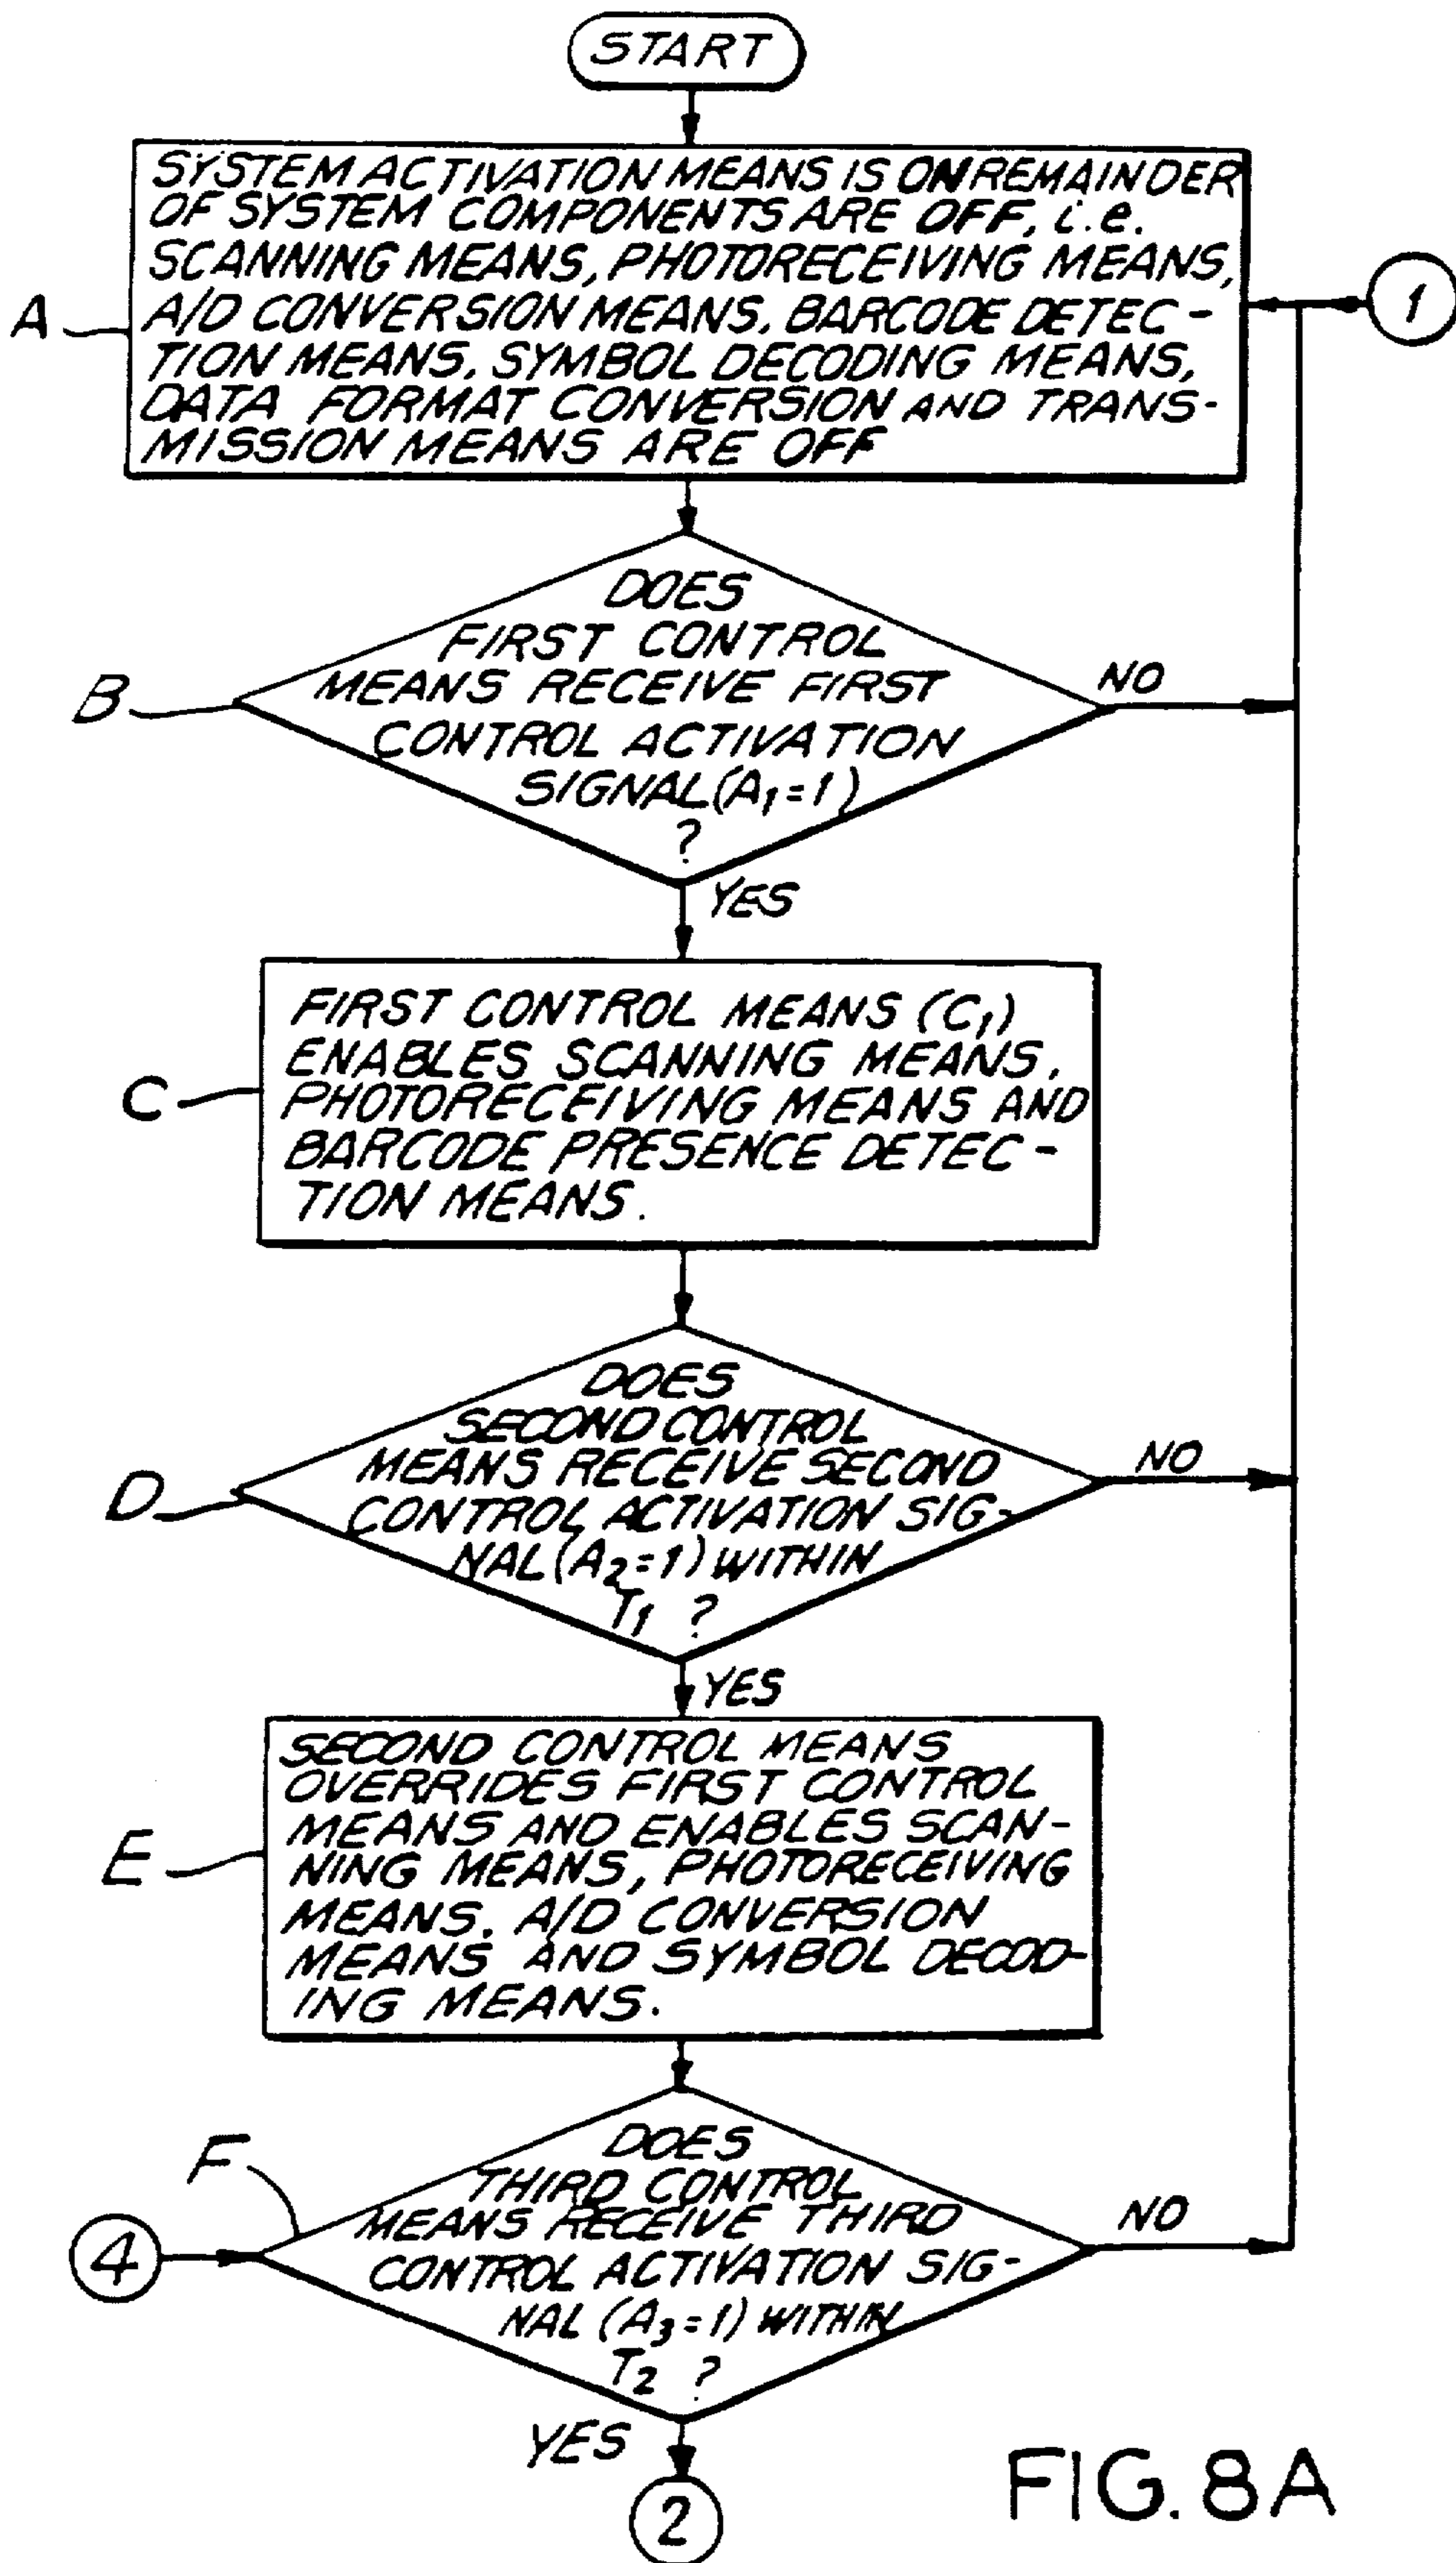 START
SYSTEM ACTIVATION MEANS IS ON REMAINDER
OF SYSTEM COMPONENTS ARE OFF, i.e.
SCANNING MEANS, PHOTORECEIVING MEANS,
A/D CONVERSION MEANS, BARCODE DETEC-
TION MEANS, SYMBOL DECODING MEANS,
DATA FORMAT CONVERSION AND TRANS-
MISSION MEANS ARE OFF
A
1
DOES
FIRST CONTROL
MEANS RECEIVE FIRST
CONTROL ACTIVATION
SIGNAL (A₁=1)
?
B
NO
YES
FIRST CONTROL MEANS (C₁)
ENABLES SCANNING MEANS,
PHOTORECEIVING MEANS AND
BARCODE PRESENCE DETEC-
TION MEANS.
C
DOES
SECOND CONTROL
MEANS RECEIVE SECOND
CONTROL ACTIVATION SIG-
NAL (A₂=1) WITHIN
T₁ ?
D
NO
YES
SECOND CONTROL MEANS
OVERRIDES FIRST CONTROL
MEANS AND ENABLES SCAN-
NING MEANS, PHOTORECEIVING
MEANS, A/D CONVERSION
MEANS AND SYMBOL DECOD-
ING MEANS.
E
DOES
THIRD CONTROL
MEANS RECEIVE THIRD
CONTROL ACTIVATION SIG-
NAL (A₃=1) WITHIN
T₂ ?
F
4
NO
YES
2
FIG. 8A